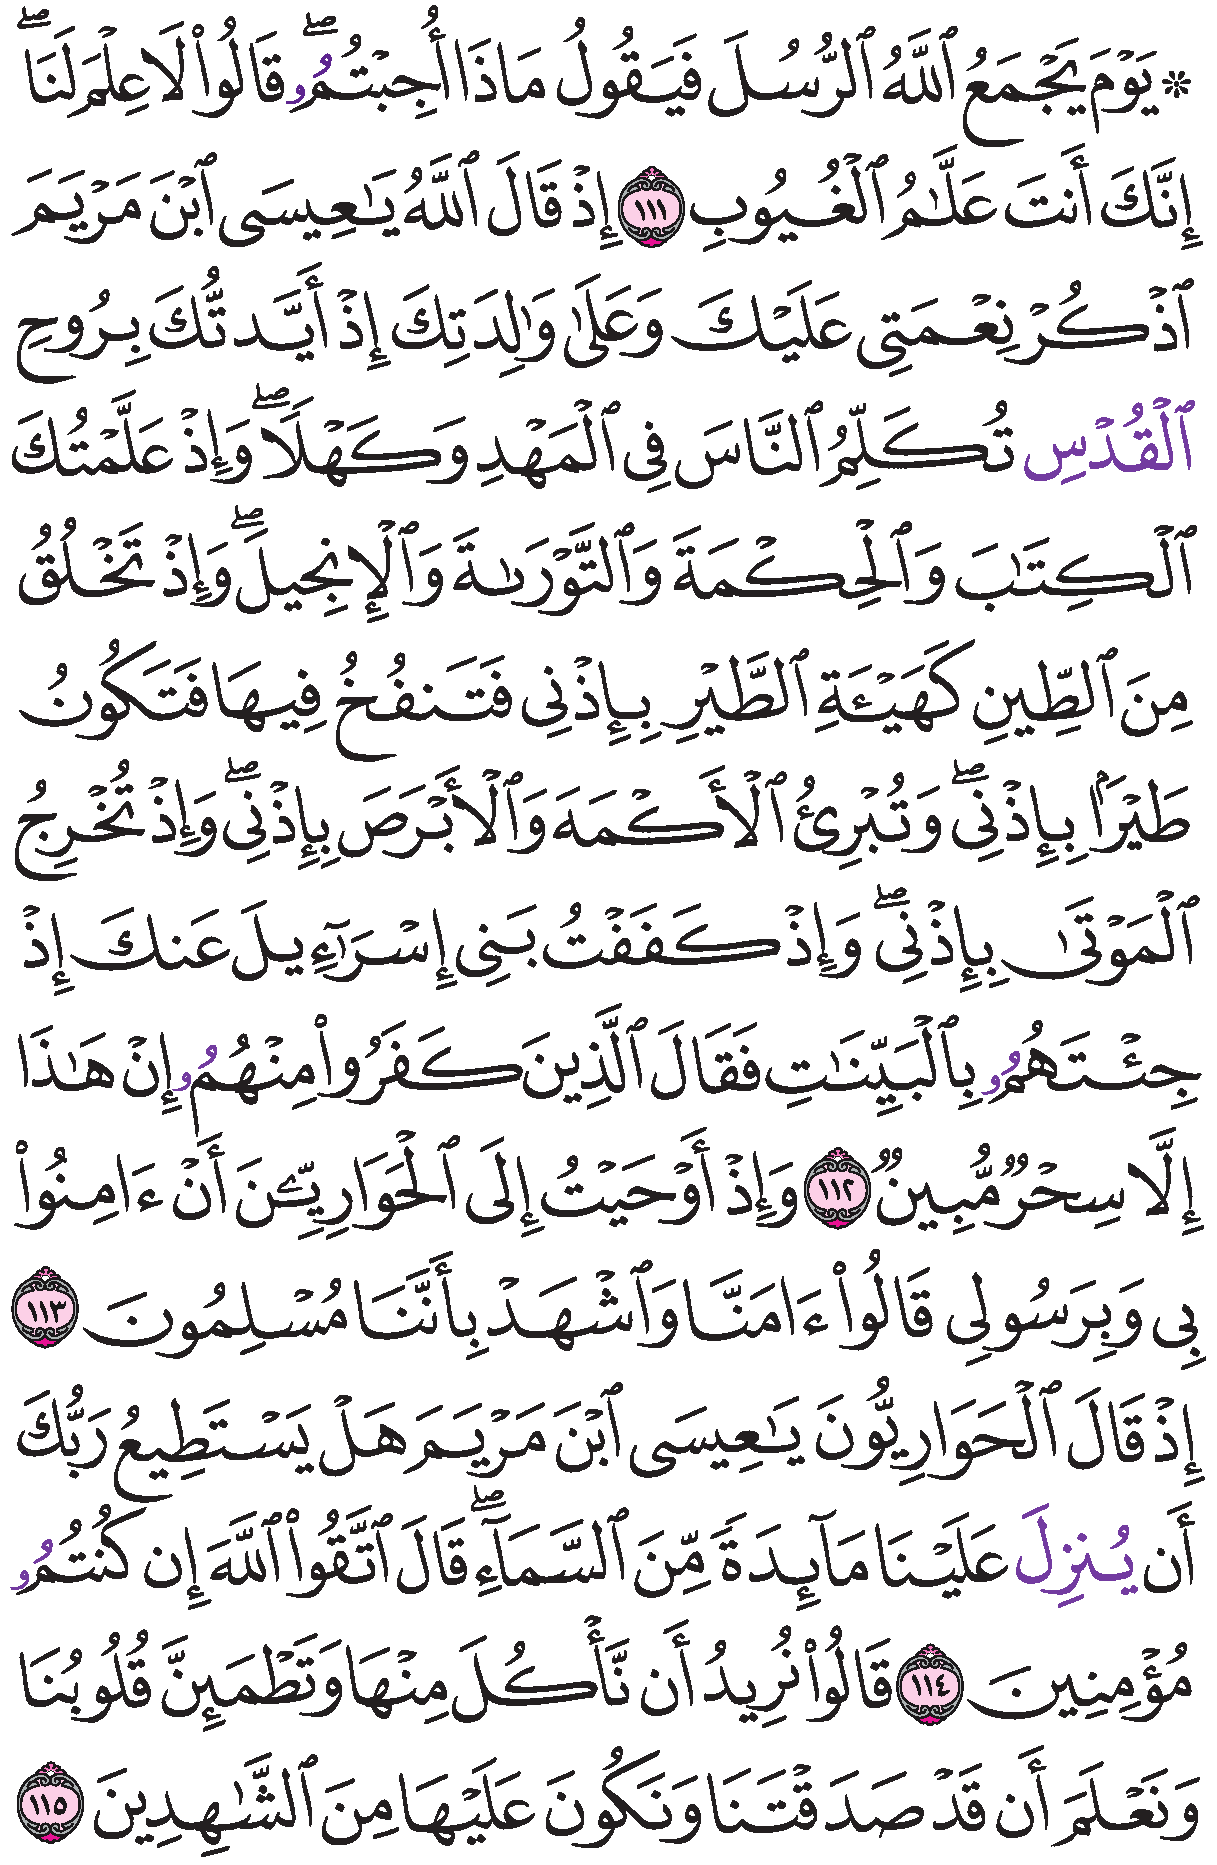 ۞ يَوْمَ يَجْمَعُ ٱللَّهُ ٱلرُّسُلَ فَيَقُولُ مَاذَا أُجِبْتُمُۥۖ قَالُوا۟ لَا عِلْمَ لَنَاۖ
إِنَّكَ أَنتَ عَلَّٰمُ ٱلْغُيُوبِ ١١١ إِذْ قَالَ ٱللَّهُ يَٰعِيسَى ٱبْنَ مَرْيَمَ
ٱذْكُرْ نِعْمَتِى عَلَيْكَ وَعَلَىٰ وَٰلِدَتِكَ إِذْ أَيَّدتُّكَ بِرُوحِ
ٱلْقُدْسِ تُكَلِّمُ ٱلنَّاسَ فِى ٱلْمَهْدِ وَكَهْلًاۖ وَإِذْ عَلَّمْتُكَ
ٱلْكِتَٰبَ وَٱلْحِكْمَةَ وَٱلتَّوْرَىٰةَ وَٱلْإِنجِيلَۖ وَإِذْ تَخْلُقُ
مِنَ ٱلطِّينِ كَهَيْـَٔةِ ٱلطَّيْرِ بِإِذْنِى فَتَنفُخُ فِيهَا فَتَكُونُ
طَيْرًۢا بِإِذْنِىۖ وَتُبْرِئُ ٱلْأَكْمَهَ وَٱلْأَبْرَصَ بِإِذْنِىۖ وَإِذْ تُخْرِجُ
ٱلْمَوْتَىٰ بِإِذْنِىۖ وَإِذْ كَفَفْتُ بَنِى إِسْرَٰٓءِيلَ عَنكَ إِذْ
جِئْتَهُمُۥ بِٱلْبَيِّنَٰتِ فَقَالَ ٱلَّذِينَ كَفَرُوا۟ مِنْهُمُۥ إِنْ هَٰذَا
إِلَّا سِحْرٌ مُّبِينٌ ١١٢ وَإِذْ أَوْحَيْتُ إِلَى ٱلْحَوَارِيِّۦنَ أَنْ ءَامِنُوا۟
بِى وَبِرَسُولِى قَالُوا۟ ءَامَنَّا وَٱشْهَدْ بِأَنَّنَا مُسْلِمُونَ ١١٣
إِذْ قَالَ ٱلْحَوَارِيُّونَ يَٰعِيسَى ٱبْنَ مَرْيَمَ هَلْ يَسْتَطِيعُ رَبُّكَ
أَن يُنزِلَ عَلَيْنَا مَآئِدَةً مِّنَ ٱلسَّمَآءِۖ قَالَ ٱتَّقُوا۟ ٱللَّهَ إِن كُنتُمُۥ
مُؤْمِنِينَ ١١٤ قَالُوا۟ نُرِيدُ أَن نَّأْكُلَ مِنْهَا وَتَطْمَئِنَّ قُلُوبُنَا
وَنَعْلَمَ أَن قَدْ صَدَقْتَنَا وَنَكُونَ عَلَيْهَا مِنَ ٱلشَّٰهِدِينَ ١١٥